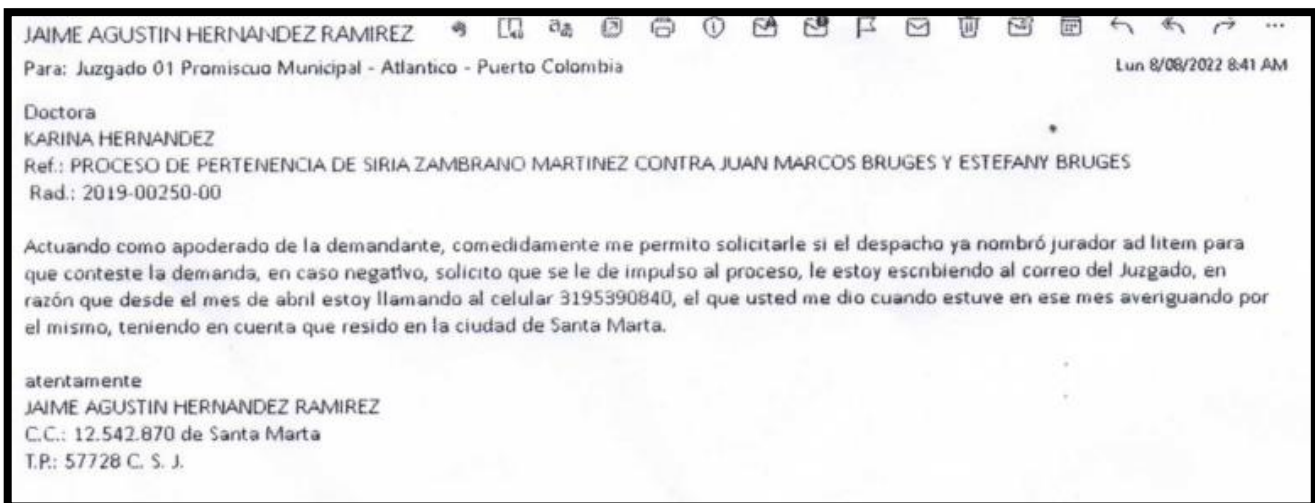 JAIME AGUSTIN HERNANDEZ RAMIREZ
Para: Juzgado 01 Promiscuo Municipal - Atlantico - Puerto Colombia
Lun 8/08/2022 8:41 AM
Doctora
KARINA HERNANDEZ
Ref.: PROCESO DE PERTENENCIA DE SIRIA ZAMBRANO MARTINEZ CONTRA JUAN MARCOS BRUGES Y ESTEFANY BRUGES
Rad.: 2019-00250-00
Actuando como apoderado de la demandante, comedidamente me permito solicitarle si el despacho ya nombró jurador ad litem para
que conteste la demanda, en caso negativo, solicito que se le de impulso al proceso, le estoy escribiendo al correo del Juzgado, en
razón que desde el mes de abril estoy llamando al celular 3195390840, el que usted me dio cuando estuve en ese mes averiguando por
el mismo, teniendo en cuenta que resido en la ciudad de Santa Marta.
atentamente
JAIME AGUSTIN HERNANDEZ RAMIREZ
C.C.: 12.542.870 de Santa Marta
T.P.: 57728 C. S. J.